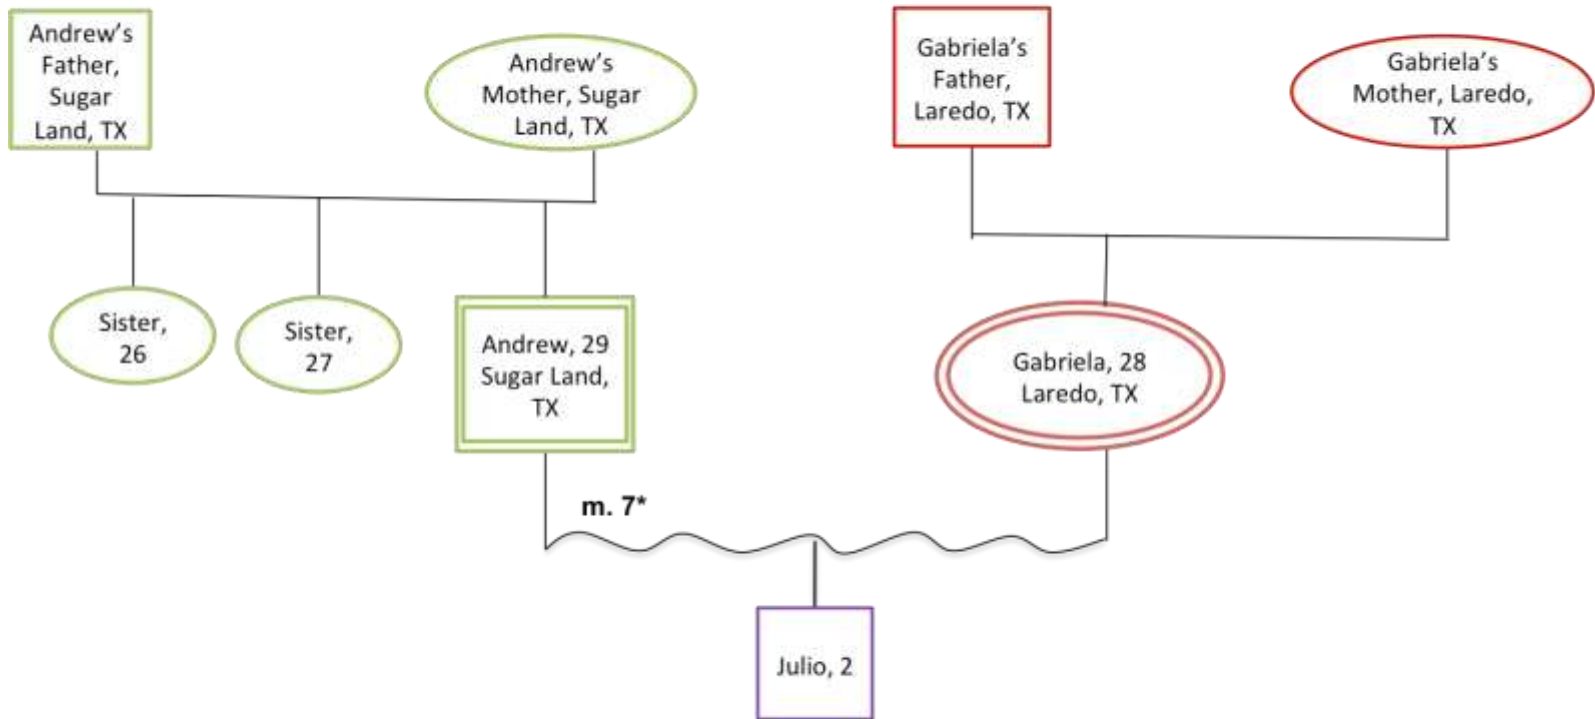 Andrew’s
Father,
Sugar
Land, TX
Andrew’s
Mother, Sugar
Land, TX
Gabriela’s
Father,
Laredo, TX
Gabriela’s
Mother, Laredo,
TX
Sister,
26
Sister,
27
Andrew, 29
Sugar Land,
TX
Gabriela, 28
Laredo, TX
m. 7*
Julio, 2